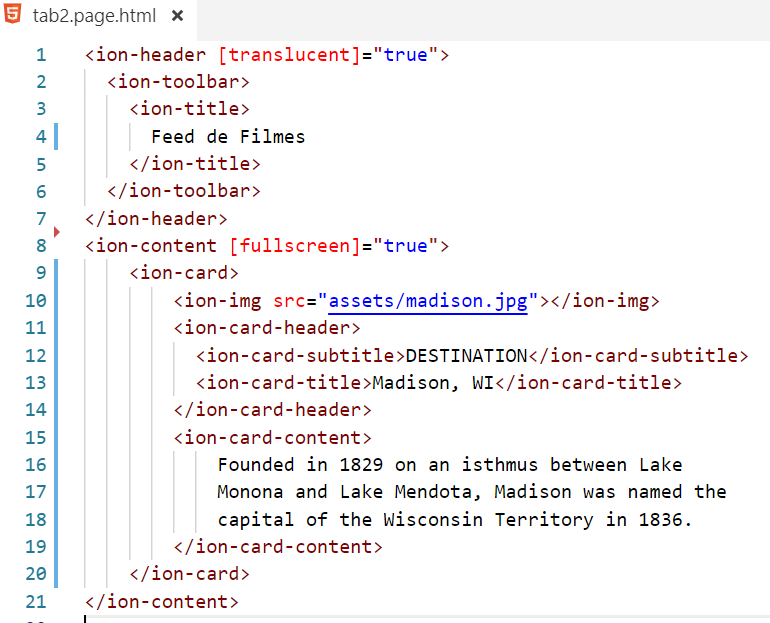 tab2.page.html ×
1 <ion-header [translucent]="true">
2 <ion-toolbar>
3 <ion-title>
4 Feed de Filmes
5 </ion-title>
6 </ion-toolbar>
7 </ion-header>
8 <ion-content [fullscreen]="true">
9 <ion-card>
10 <ion-img src="assets/madison.jpg"></ion-img>
11 <ion-card-header>
12 <ion-card-subtitle>DESTINATION</ion-card-subtitle>
13 <ion-card-title>Madison, WI</ion-card-title>
14 </ion-card-header>
15 <ion-card-content>
16 Founded in 1829 on an isthmus between Lake
17 Monona and Lake Mendota, Madison was named the
18 capital of the Wisconsin Territory in 1836.
19 </ion-card-content>
20 </ion-card>
21 </ion-content>